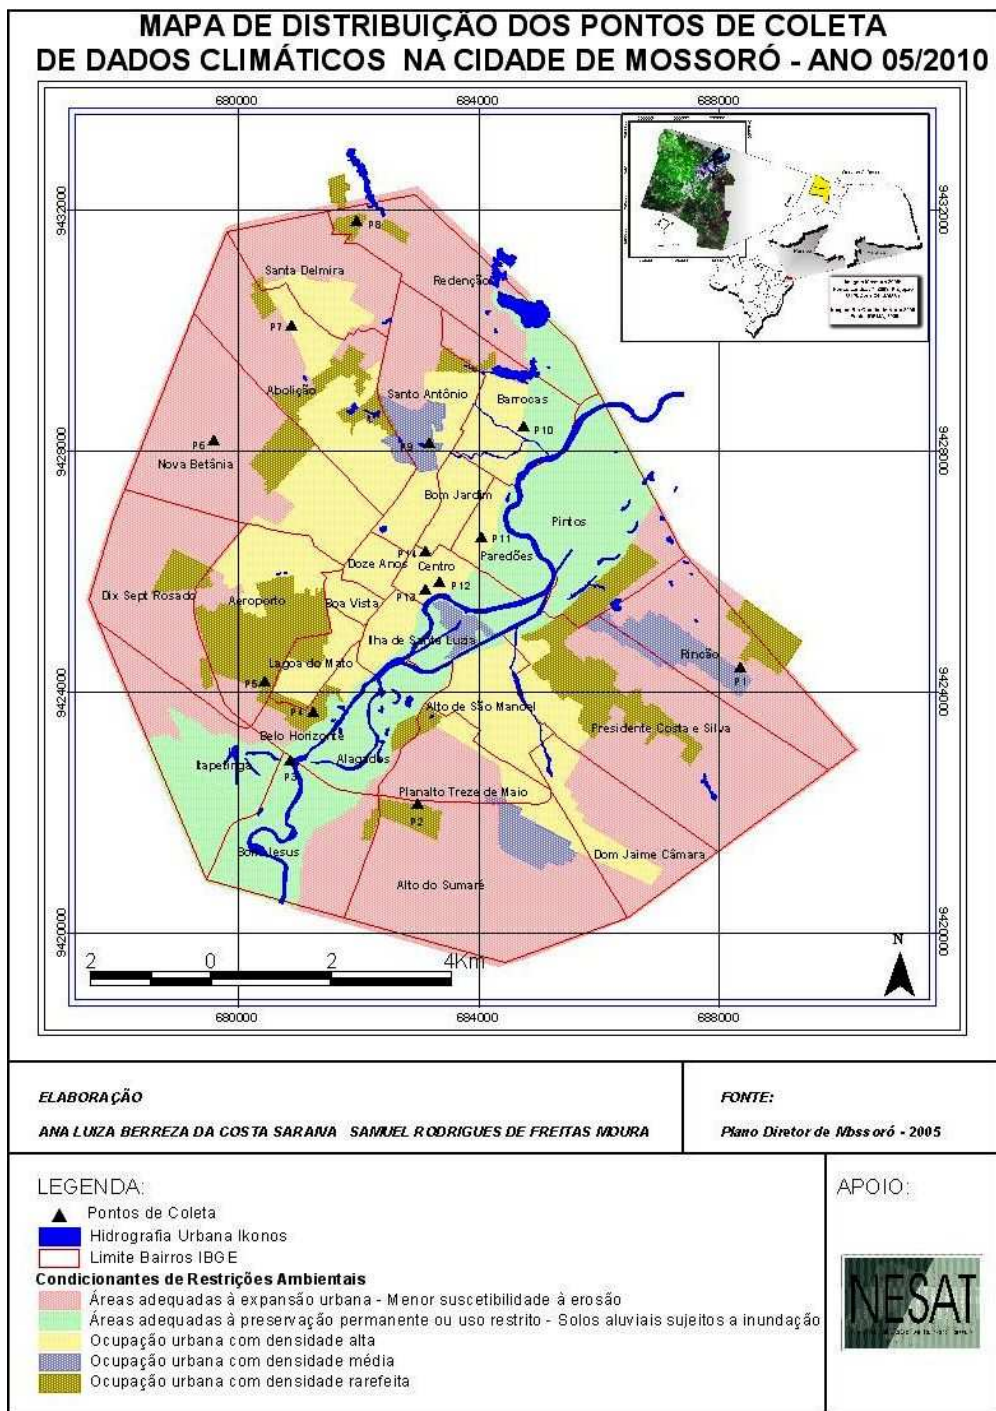 MAPA DE DISTRIBUIÇÃO DOS PONTOS DE COLETA
DE DADOS CLIMÁTICOS NA CIDADE DE MOSSORÓ - ANO 05/2010
680000 684000 688000
9432000 9432000
P8
Santa Delmira
Redenção
P7
Abolição
Santo Antônio
Barrocas
P6
P9
P10
9428000 9428000
Nova Betânia
Bom Jardim
Pintos
P11
P14
Paredões
Doze Anos
Centro
P12
P13
Dix Sept Rosado
Aeroporto
Boa Vista
Ilha de Santa Luzia
Rincão
Lagoa do Mato
P5
P1
9424000 9424000
P4
Alto de São Manoel
Belo Horizonte
Presidente Costa e Silva
Itapetinga
P3
Alagados
Planalto Treze de Maio
P2
Bom Jesus
Dom Jaime Câmara
Alto do Sumaré
9420000 9420000
N
2 0 2 4Km
680000 684000 688000
ELABORAÇÃO
ANA LUIZA BERREZA DA COSTA SARAIVA SAMUEL RODRIGUES DE FREITAS MOURA
FONTE:
Plano Diretor de Mossoró - 2005
LEGENDA:
Pontos de Coleta
Hidrografia Urbana Ikonos
Limite Bairros IBGE
Condicionantes de Restrições Ambientais
Áreas adequadas à expansão urbana - Menor suscetibilidade à erosão
Áreas adequadas à preservação permanente ou uso restrito - Solos aluviais sujeitos a inundação
Ocupação urbana com densidade alta
Ocupação urbana com densidade média
Ocupação urbana com densidade rarefeita
APOIO:
NESAT